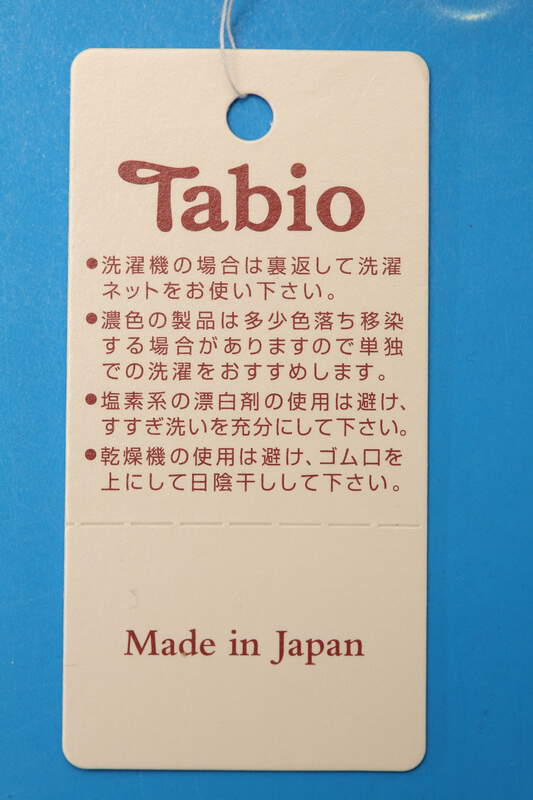 Tabio
●洗濯機の場合は裏返して洗濯
ネットをお使い下さい。
●濃色の製品は多少色落ち移染
する場合がありますので単独
での洗濯をおすすめします。
●塩素系の漂白剤の使用は避け、
すすぎ洗いを充分にして下さい。
●乾燥機の使用は避け、ゴム口を
上にして日陰干しして下さい。
Made in Japan